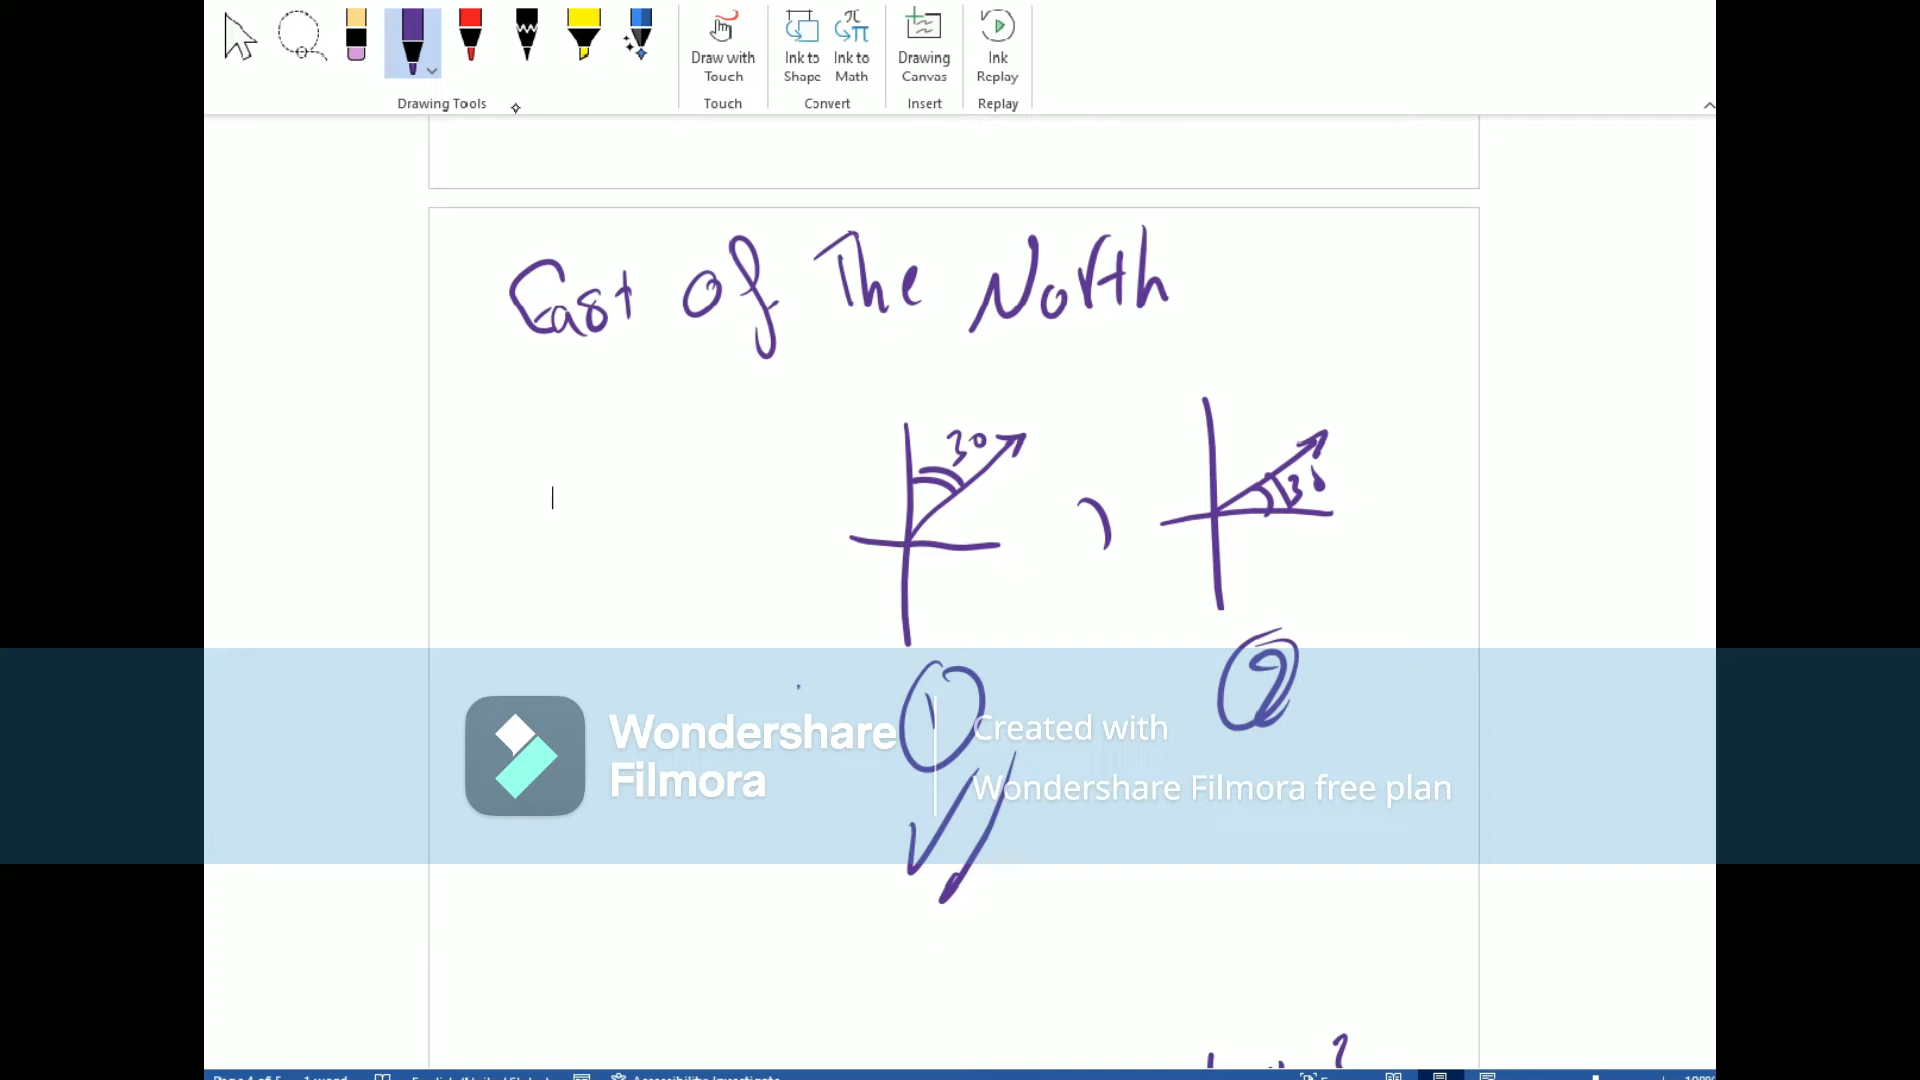 Draw with Touch
Ink to Shape
Ink to Math
Drawing Canvas
Ink Replay
Drawing Tools
Touch
Convert
Insert
Replay
East of The North
30 , 30
1
2
Wondershare Filmora
Created with
Wondershare Filmora free plan